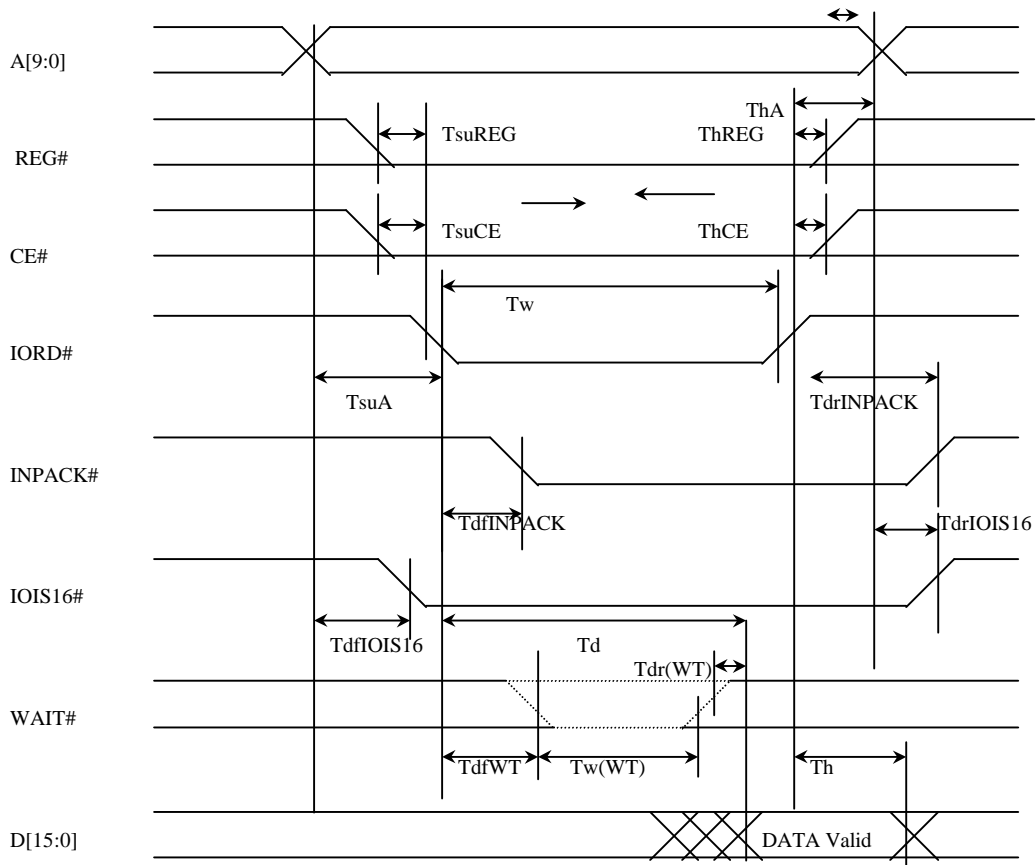 A[9:0]
ThA
TsuREG
ThREG
REG#
TsuCE
ThCE
CE#
Tw
IORD#
TsuA
TdrINPACK
INPACK#
TdfINPACK
TdrIOIS16
IOIS16#
TdfIOIS16
Td
Tdr(WT)
WAIT#
TdfWT
Tw(WT)
Th
D[15:0]
DATA Valid